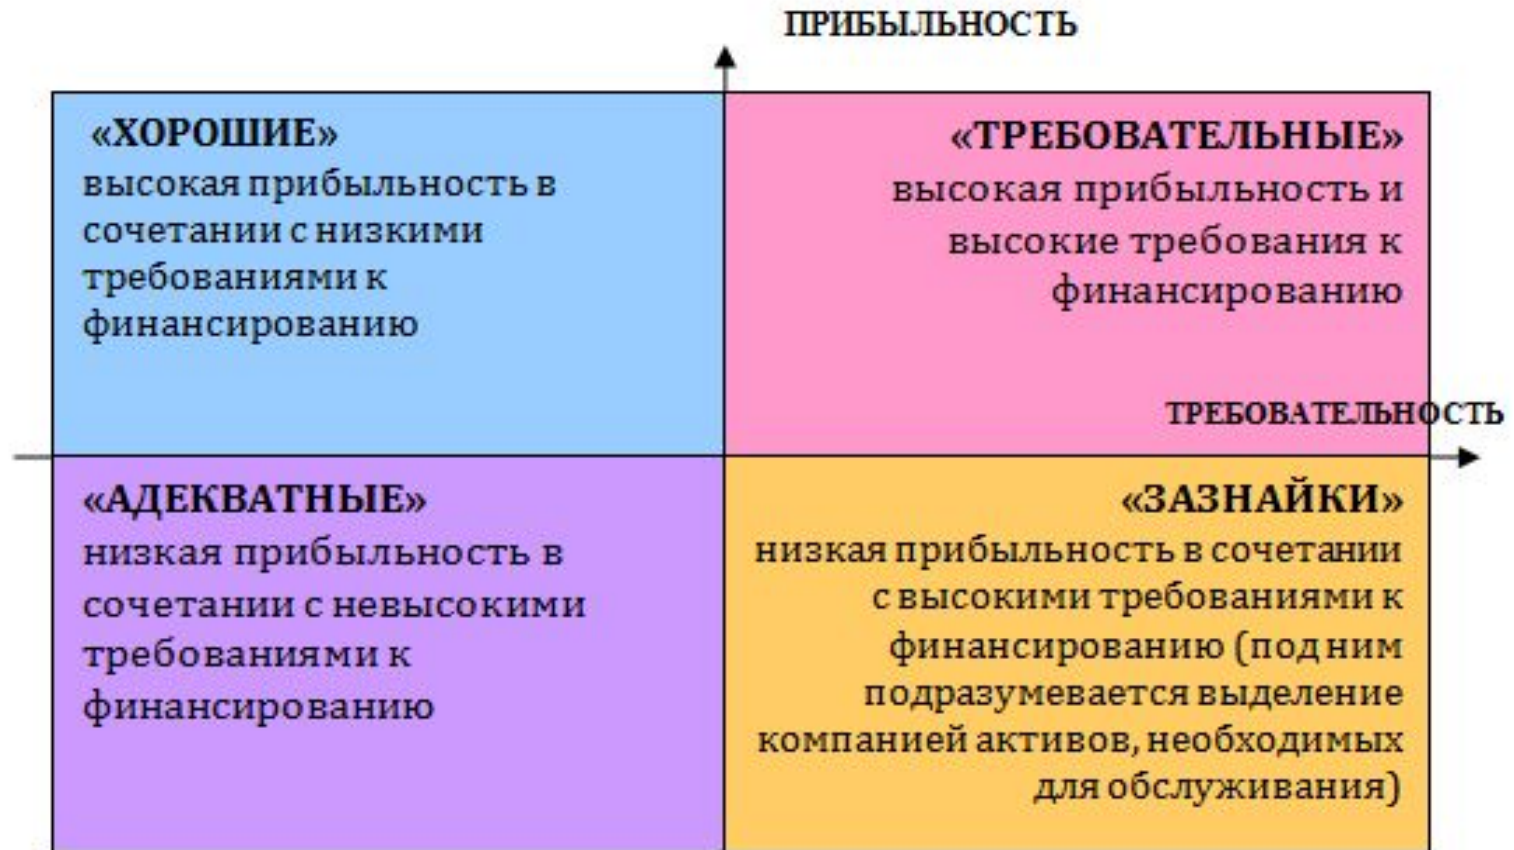 ПРИБЫЛЬНОСТЬ
«ХОРОШИЕ»
высокая прибыльность в
сочетании с низкими
требованиями к
финансированию
«ТРЕБОВАТЕЛЬНЫЕ»
высокая прибыльность и
высокие требования к
финансированию
ТРЕБОВАТЕЛЬНОСТЬ
«АДЕКВАТНЫЕ»
низкая прибыльность в
сочетании с невысокими
требованиями к
финансированию
«ЗАЗНАЙКИ»
низкая прибыльность в сочетании
с высокими требованиями к
финансированию (под ним
подразумевается выделение
компанией активов, необходимых
для обслуживания)